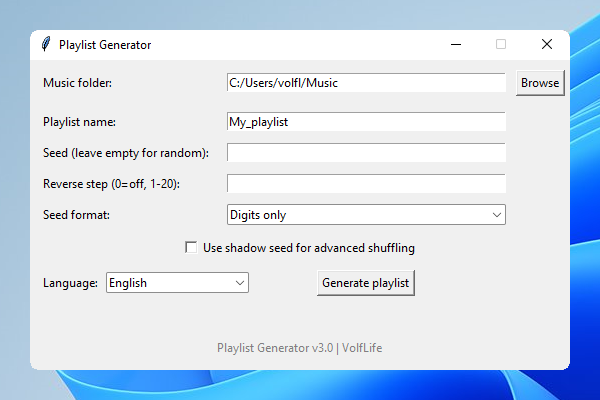 Playlist Generator
Music folder: C:/Users/volfl/Music Browse
Playlist name: My_playlist
Seed (leave empty for random):
Reverse step (0=off, 1-20):
Seed format: Digits only
Use shadow seed for advanced shuffling
Language: English Generate playlist
Playlist Generator v3.0 | VolfLife